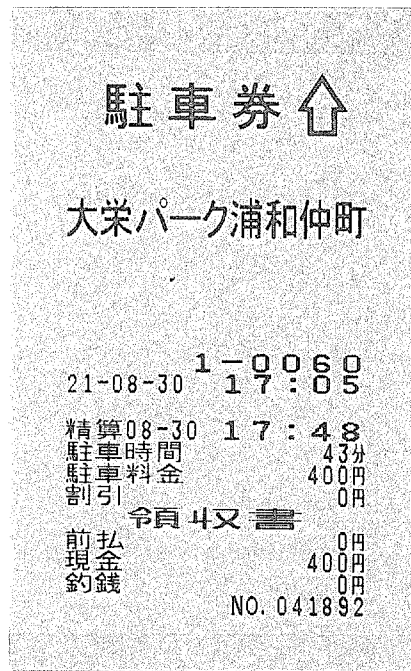 駐車券⇧
大栄パーク浦和仲町
1-0060
21-08-30 17:05
精算08-30 17:48
駐車時間 43分
駐車料金 400円
割引 0円
領収書
前払 0円
現金 400円
釣銭 0円
NO.041892